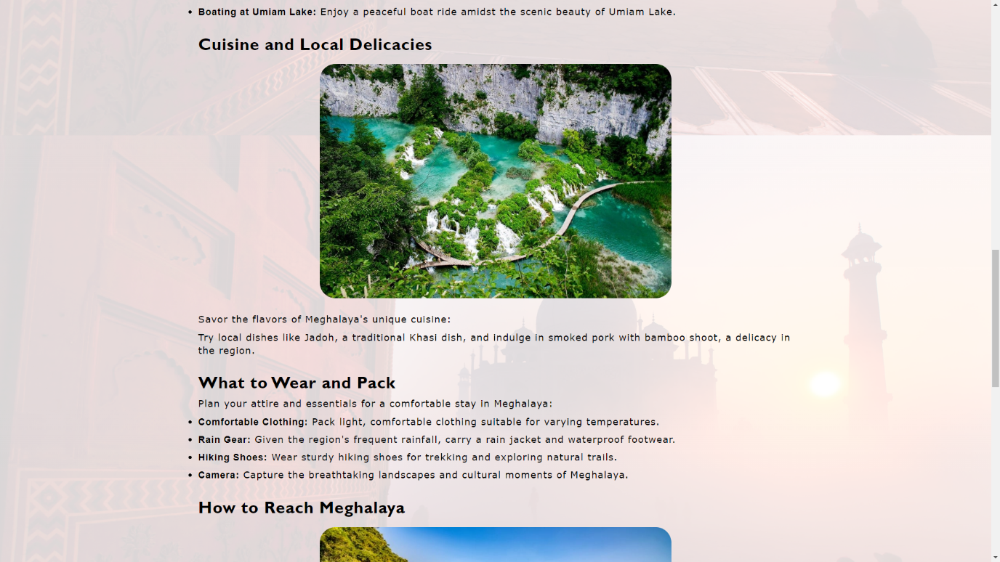 • Boating at Umiam Lake: Enjoy a peaceful boat ride amidst the scenic beauty of Umiam Lake.
Cuisine and Local Delicacies
Savor the flavors of Meghalaya's unique cuisine:
Try local dishes like Jadoh, a traditional Khasi dish, and indulge in smoked pork with bamboo shoot, a delicacy in
the region.
What to Wear and Pack
Plan your attire and essentials for a comfortable stay in Meghalaya:
• Comfortable Clothing: Pack light, comfortable clothing suitable for varying temperatures.
• Rain Gear: Given the region's frequent rainfall, carry a rain jacket and waterproof footwear.
• Hiking Shoes: Wear sturdy hiking shoes for trekking and exploring natural trails.
• Camera: Capture the breathtaking landscapes and cultural moments of Meghalaya.
How to Reach Meghalaya